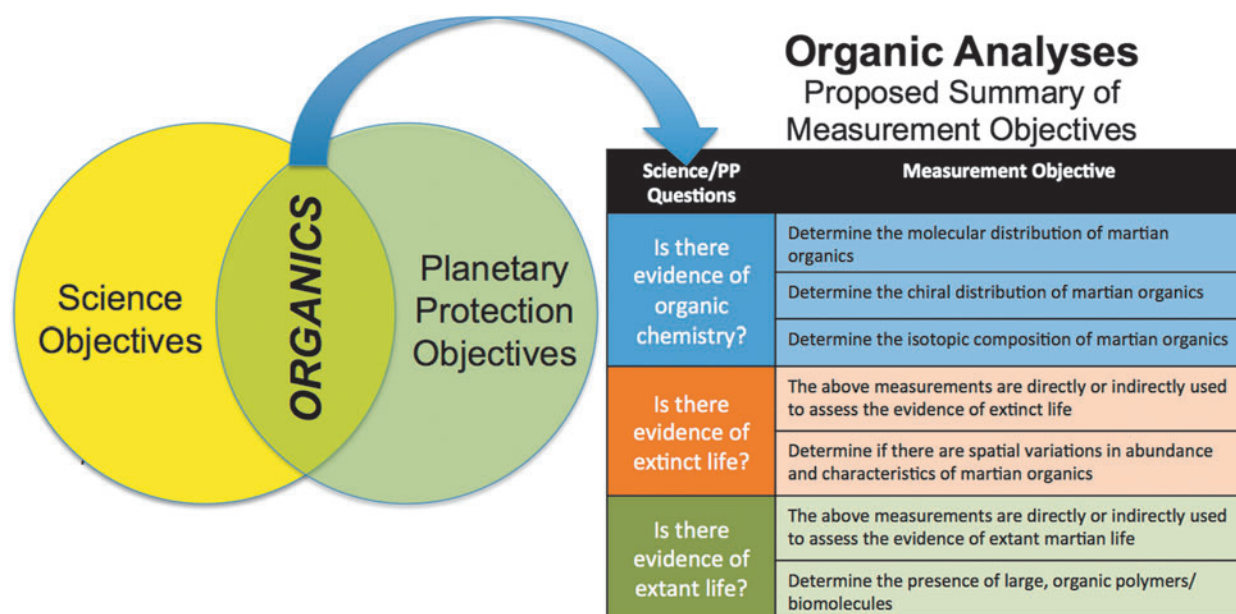 Science
Objectives
ORGANICS
Planetary
Protection
Objectives
Organic Analyses
Proposed Summary of
Measurement Objectives
Science/PP
Questions
Measurement Objective
Is there
evidence of
organic
chemistry?
Determine the molecular distribution of martian
organics
Determine the chiral distribution of martian organics
Determine the isotopic composition of martian organics
Is there
evidence of
extinct life?
The above measurements are directly or indirectly used
to assess the evidence of extinct life
Determine if there are spatial variations in abundance
and characteristics of martian organics
Is there
evidence of
extant life?
The above measurements are directly or indirectly used
to assess the evidence of extant martian life
Determine the presence of large, organic polymers/
biomolecules